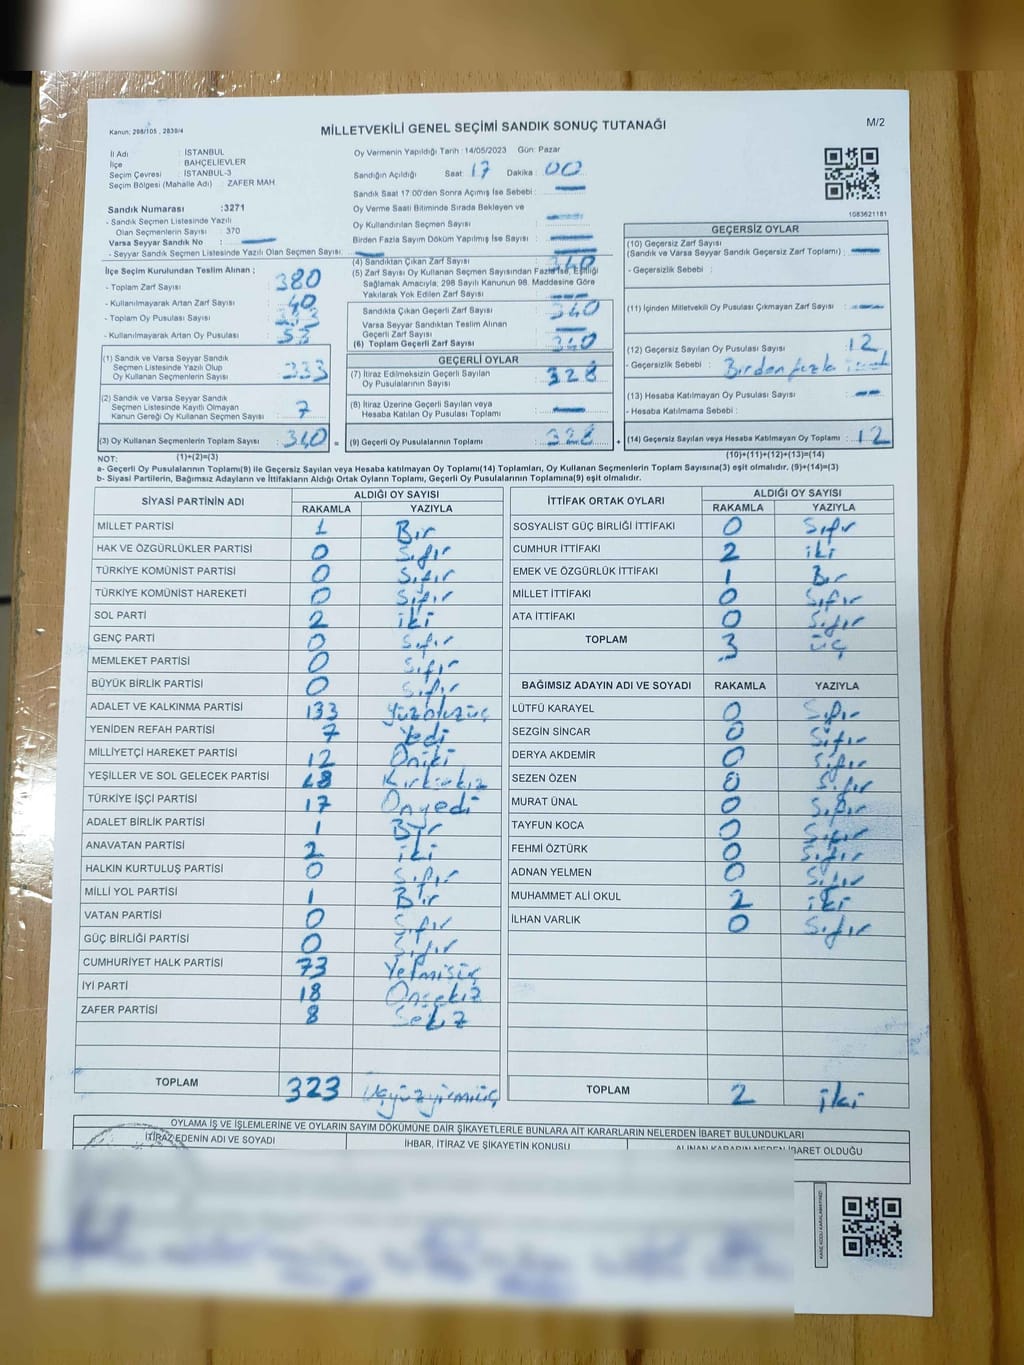 Kanun, 298/105 , 2839/4
MİLLETVEKİLİ GENEL SEÇİMİ SANDIK SONUÇ TUTANAĞI
M/2
İl Adı : İSTANBUL
İlçe : BAHÇELİEVLER
Seçim Çevresi : İSTANBUL-3
Seçim Bölgesi (Mahalle Adı) : ZAFER MAH
Sandık Numarası :3271
- Sandık Seçmen Listesinde Yazılı
Olan Seçmenlerin Sayısı : 370
Varsa Seyyar Sandık No :
- Seyyar Sandık Seçmen Listesinde Yazılı Olan Seçmen Sayısı:
İlçe Seçim Kurulundan Teslim Alınan ;
- Toplam Zarf Sayısı : 380
- Kullanılmayarak Artan Zarf Sayısı : 40
- Toplam Oy Pusulası Sayısı :
- Kullanılmayarak Artan Oy Pusulası :
(1) Sandık ve Varsa Seyyar Sandık
Seçmen Listesinde Yazılı Olup
Oy Kullanan Seçmenlerin Sayısı : 333
(2) Sandık ve Varsa Seyyar Sandık
Seçmen Listesinde Kayıtlı Olmayan
Kanun Gereği Oy Kullanan Seçmen Sayısı : 7
(3) Oy Kullanan Seçmenlerin Toplam Sayısı : 340 =
Oy Vermenin Yapıldığı Tarih : 14/05/2023 Gün: Pazar
Sandığın Açıldığı Saat : 17 Dakika : 00
Sandık Saat 17:00'den Sonra Açılmış İse Sebebi :
Oy Verme Saati Bitiminde Sırada Bekleyen ve
Oy Kullandırılan Seçmen Sayısı :
Birden Fazla Sayım Döküm Yapılmış İse Sayısı :
(4) Sandıktan Çıkan Zarf Sayısı : 340
(5) Zarf Sayısı Oy Kullanan Seçmen Sayısından Fazla İse, Eşitliği
Sağlamak Amacıyla, 298 Sayılı Kanunun 98. Maddesine Göre
Yakılarak Yok Edilen Zarf Sayısı :
Sandıkta Çıkan Geçerli Zarf Sayısı : 340
Varsa Seyyar Sandıktan Teslim Alınan
Geçerli Zarf Sayısı :
(6) Toplam Geçerli Zarf Sayısı : 340
GEÇERLİ OYLAR
(7) İtiraz Edilmeksizin Geçerli Sayılan
Oy Pusulalarının Sayısı : 328
(8) İtiraz Üzerine Geçerli Sayılan veya
Hesaba Katılan Oy Pusulası Toplamı :
(9) Geçerli Oy Pusulalarının Toplamı : 328 +
1083621181
GEÇERSİZ OYLAR
(10) Geçersiz Zarf Sayısı
(Sandık ve Varsa Seyyar Sandık Geçersiz Zarf Toplamı) :
- Geçersizlik Sebebi :
(11) İçinden Milletvekili Oy Pusulası Çıkmayan Zarf Sayısı :
(12) Geçersiz Sayılan Oy Pusulası Sayısı : 12
- Geçersizlik Sebebi : Birden fazla
(13) Hesaba Katılmayan Oy Pusulası Sayısı :
- Hesaba Katılmama Sebebi :
(14) Geçersiz Sayılan veya Hesaba Katılmayan Oy Toplamı : 12
NOT: (1)+(2)=(3)
(10)+(11)+(12)+(13)=(14)
a- Geçerli Oy Pusulalarının Toplamı(9) ile Geçersiz Sayılan veya Hesaba katılmayan Oy Toplamı(14) Toplamları, Oy Kullanan Seçmenlerin Toplam Sayısına(3) eşit olmalıdır. (9)+(14)=(3)
b- Siyasi Partilerin, Bağımsız Adayların ve İttifakların Aldığı Ortak Oyların Toplamı, Geçerli Oy Pusulalarının Toplamına(9) eşit olmalıdır.
SİYASİ PARTİNİN ADI ALDIĞI OY SAYISI
RAKAMLA YAZIYLA
MİLLET PARTİSİ 1 Bir
HAK VE ÖZGÜRLÜKLER PARTİSİ 0 Sıfır
TÜRKİYE KOMÜNİST PARTİSİ 0 Sıfır
TÜRKİYE KOMÜNİST HAREKETİ 0 Sıfır
SOL PARTİ 2 iki
GENÇ PARTİ 0 Sıfır
MEMLEKET PARTİSİ 0 Sıfır
BÜYÜK BİRLİK PARTİSİ 0 Sıfır
ADALET VE KALKINMA PARTİSİ 133 Yüzotuzüç
YENİDEN REFAH PARTİSİ 7 Yedi
MİLLİYETÇİ HAREKET PARTİSİ 12 Oniki
YEŞİLLER VE SOL GELECEK PARTİSİ 48 Kırksekiz
TÜRKİYE İŞÇİ PARTİSİ 17 Onyedi
ADALET BİRLİK PARTİSİ 1 Bir
ANAVATAN PARTİSİ 2 iki
HALKIN KURTULUŞ PARTİSİ 0 Sıfır
MİLLİ YOL PARTİSİ 1 Bir
VATAN PARTİSİ 0 Sıfır
GÜÇ BİRLİĞİ PARTİSİ 0 Sıfır
CUMHURİYET HALK PARTİSİ 73 Yetmişüç
İYİ PARTİ 18 Onsekiz
ZAFER PARTİSİ 8 Sekiz
TOPLAM 323 Üçyüzyirmiüç
İTTİFAK ORTAK OYLARI ALDIĞI OY SAYISI
RAKAMLA YAZIYLA
SOSYALİST GÜÇ BİRLİĞİ İTTİFAKI 0 Sıfır
CUMHUR İTTİFAKI 2 iki
EMEK VE ÖZGÜRLÜK İTTİFAKI 1 Bir
MİLLET İTTİFAKI 0 Sıfır
ATA İTTİFAKI 0 Sıfır
TOPLAM 3 üç
BAĞIMSIZ ADAYIN ADI VE SOYADI RAKAMLA YAZIYLA
LÜTFÜ KARAYEL 0 Sıfır
SEZGİN SİNCAR 0 Sıfır
DERYA AKDEMİR 0 Sıfır
SEZEN ÖZEN 0 Sıfır
MURAT ÜNAL 0 Sıfır
TAYFUN KOCA 0 Sıfır
FEHMİ ÖZTÜRK 0 Sıfır
ADNAN YELMEN 0 Sıfır
MUHAMMET ALİ OKUL 2 iki
İLHAN VARLIK 0 Sıfır
TOPLAM 2 iki
OYLAMA İŞ VE İŞLEMLERİNE VE OYLARIN SAYIM DÖKÜMÜNE DAİR ŞİKAYETLERLE BUNLARA AİT KARARLARIN NELERDEN İBARET BULUNDUKLARI
İTİRAZ EDENİN ADI VE SOYADI İHBAR, İTİRAZ VE ŞİKAYETİN KONUSU ALINAN KARARIN NEDEN İBARET OLDUĞU
KARE KODU KARALAMAYINIZ!